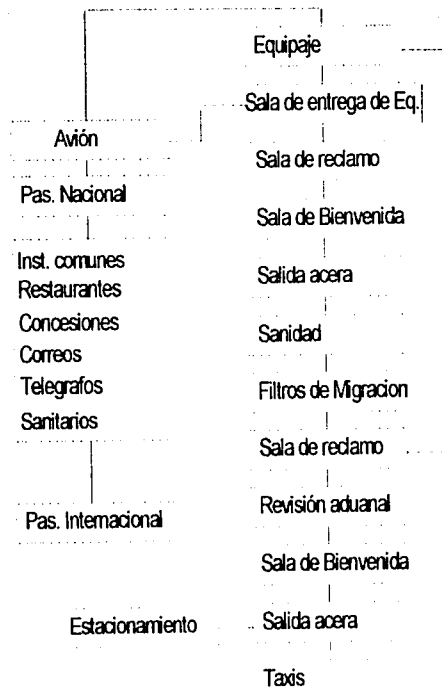 Equipaje
Sala de entrega de Eq.
Avión
Sala de reclamo
Pas. Nacional
Sala de Bienvenida
Inst. comunes
Salida acera
Restaurantes
Concesiones
Sanidad
Correos
Telegrafos
Filtros de Migracion
Sanitarios
Sala de reclamo
Pas. Internacional
Revisión aduanal
Sala de Bienvenida
Estacionamiento
Salida acera
Taxis